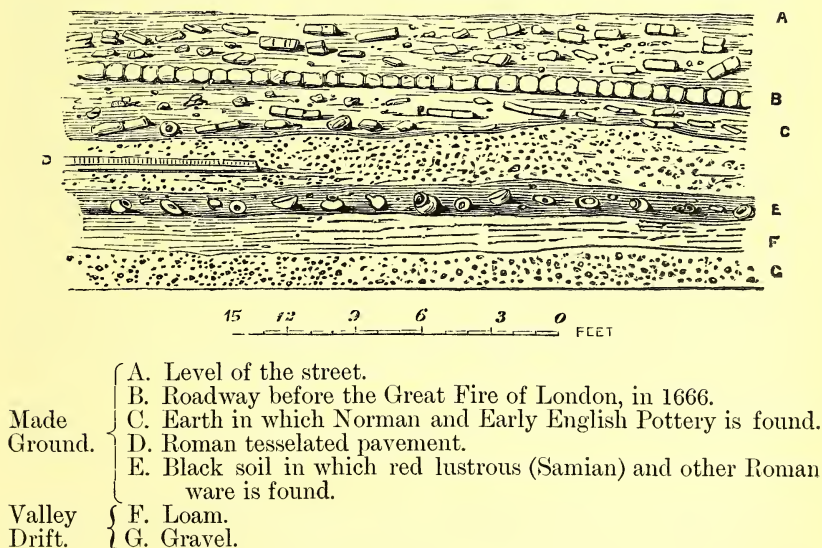 A
B
C
D
E
F
G
15 12 9 6 3 0 FEET
A. Level of the street.
B. Roadway before the Great Fire of London, in 1666.
Made C. Earth in which Norman and Early English Pottery is found.
Ground. D. Roman tesselated pavement.
E. Black soil in which red lustrous (Samian) and other Roman
ware is found.
Valley F. Loam.
Drift. G. Gravel.